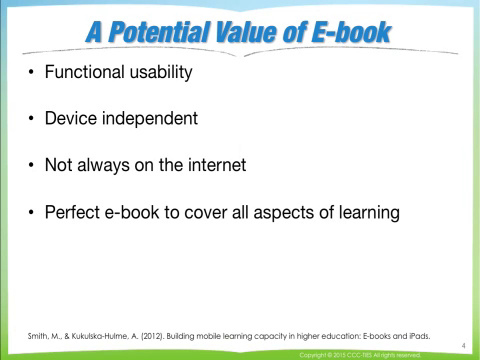 A Potential Value of E-book
• Functional usability
• Device independent
• Not always on the internet
• Perfect e-book to cover all aspects of learning
Smith, M., & Kukulska-Hulme, A. (2012). Building mobile learning capacity in higher education: E-books and iPads.
4
Copyright © 2015 CCC-TIES All rights reserved.